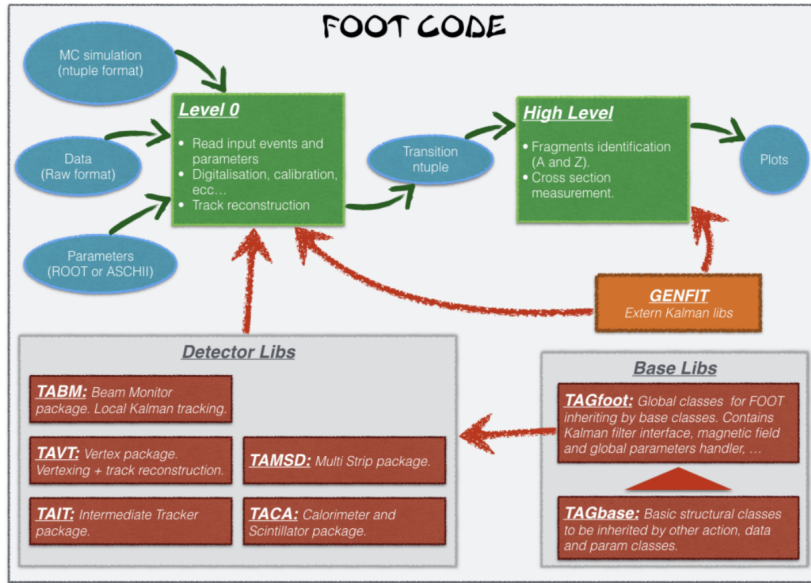 FOOT CODE
MC simulation
(ntuple format)
Data
(Raw format)
Parameters
(ROOT or ASCHII)
Level 0
• Read input events and
parameters
• Digitalisation, calibration,
ecc...
• Track reconstruction
Transition
ntuple
High Level
• Fragments identification
(A and Z).
• Cross section
measurement.
Plots
GENFIT
Extern Kalman libs
Detector Libs
TABM: Beam Monitor
package. Local Kalman tracking.
TAVT: Vertex package.
Vertexing + track reconstruction.
TAIT: Intermediate Tracker
package.
TAMSD: Multi Strip package.
TACA: Calorimeter and
Scintillator package.
Base Libs
TAGfoot: Global classes for FOOT
inheriting by base classes. Contains
Kalman filter interface, magnetic field
and global parameters handler, ...
TAGbase: Basic structural classes
to be inherited by other action, data
and param classes.